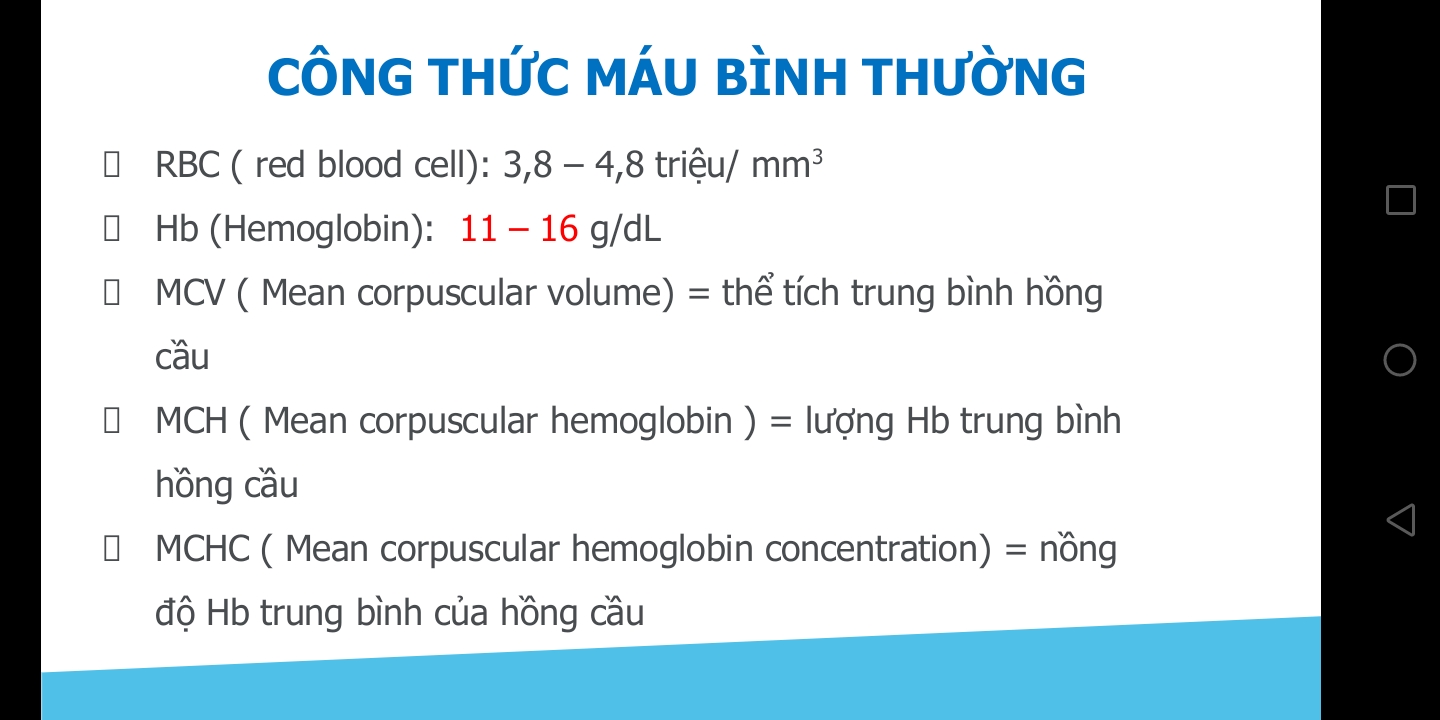 CÔNG THỨC MÁU BÌNH THƯỜNG
RBC ( red blood cell): 3,8 – 4,8 triệu/ mm³
Hb (Hemoglobin): 11 – 16 g/dL
MCV ( Mean corpuscular volume) = thể tích trung bình hồng
cầu
MCH ( Mean corpuscular hemoglobin ) = lượng Hb trung bình
hồng cầu
MCHC ( Mean corpuscular hemoglobin concentration) = nồng
độ Hb trung bình của hồng cầu